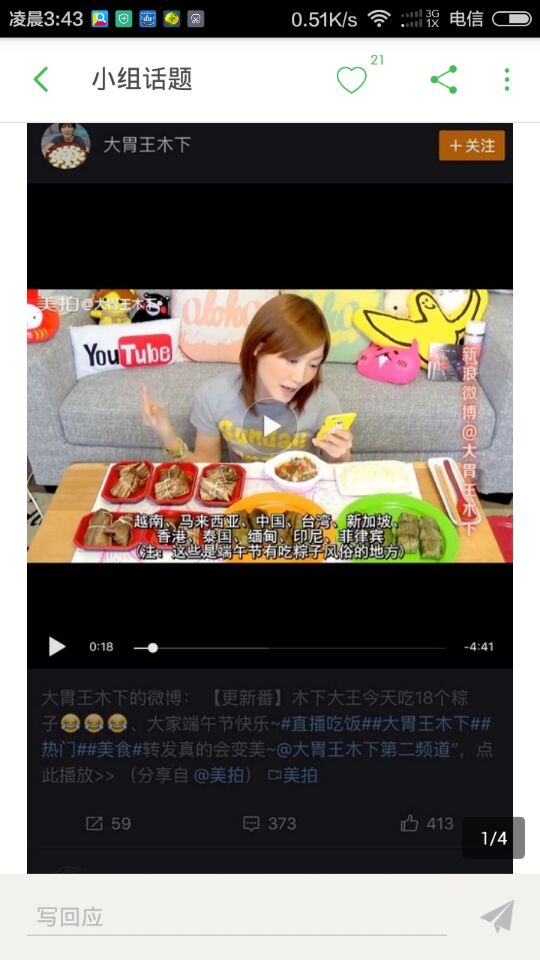 凌晨3:43
0.51K/s
3G
1X
电信
小组话题
21
大胃王木下
+关注
美拍@大胃王木下
aloha
YouTube
新浪微博@大胃王木下
越南、马来西亚、中国、台湾、新加坡、
香港、泰国、缅甸、印尼、菲律宾
(注：这些是端午节有吃粽子风俗的地方)
0:18
-4:41
大胃王木下的微博：【更新番】木下大王今天吃18个粽
子😂😂😂、大家端午节快乐~#直播吃饭##大胃王木下##
热门##美食#转发真的会变美~@大胃王木下第二频道"，点
此播放>>（分享自 @美拍）美拍
59
373
413
1/4
写回应